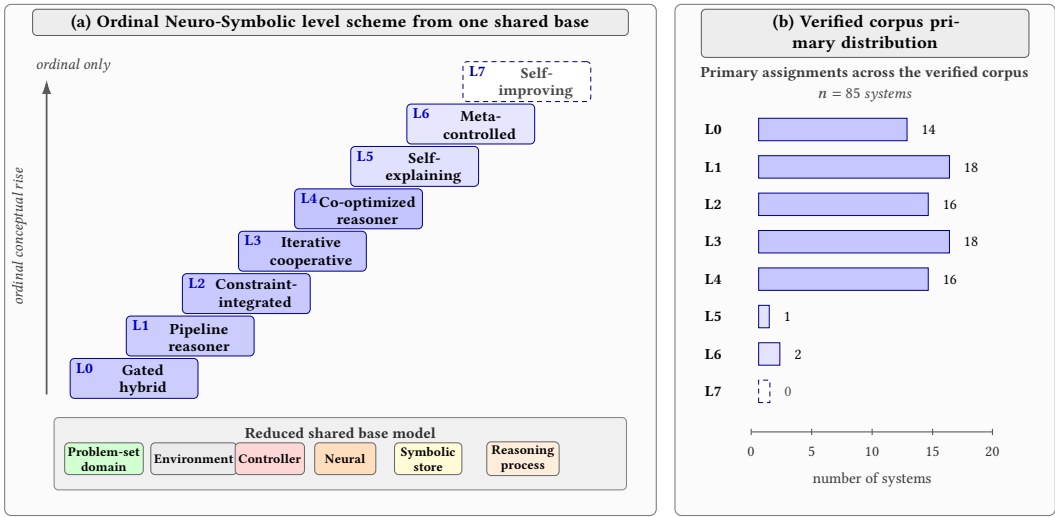 (a) Ordinal Neuro-Symbolic level scheme from one shared base
ordinal only
ordinal conceptual rise
L7 Self-
improving
L6 Meta-
controlled
L5 Self-
explaining
L4 Co-optimized
reasoner
L3 Iterative
cooperative
L2 Constraint-
integrated
L1 Pipeline
reasoner
L0 Gated
hybrid
Reduced shared base model
Problem-set
domain
Environment
Controller
Neural
Symbolic
store
Reasoning
process
(b) Verified corpus pri-
mary distribution
Primary assignments across the verified corpus
n = 85 systems
L0 14
L1 18
L2 16
L3 18
L4 16
L5 1
L6 2
L7 0
0 5 10 15 20
number of systems